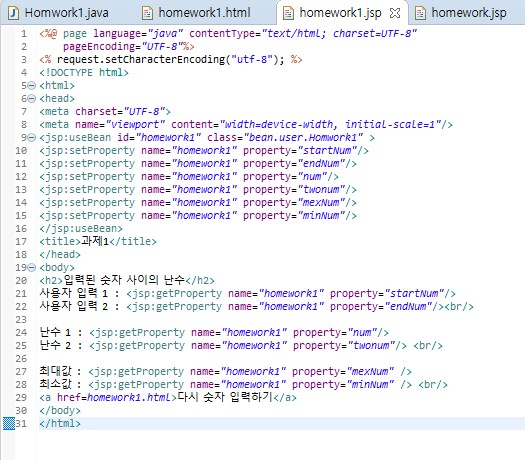 Homwork1.java homework1.html homework1.jsp homework.jsp
1 <%@ page language="java" contentType="text/html; charset=UTF-8"
2 pageEncoding="UTF-8"%>
3 <% request.setCharacterEncoding("utf-8"); %>
4 <!DOCTYPE html>
5 <html>
6 <head>
7 <meta charset="UTF-8">
8 <meta name="viewport" content="width=device-width, initial-scale=1"/>
9 <jsp:useBean id="homework1" class="bean.user.Homwork1" >
10 <jsp:setProperty name="homework1" property="startNum"/>
11 <jsp:setProperty name="homework1" property="endNum"/>
12 <jsp:setProperty name="homework1" property="num"/>
13 <jsp:setProperty name="homework1" property="twonum"/>
14 <jsp:setProperty name="homework1" property="mexNum"/>
15 <jsp:setProperty name="homework1" property="minNum"/>
16 </jsp:useBean>
17 <title>과제1</title>
18 </head>
19 <body>
20 <h2>입력된 숫자 사이의 난수</h2>
21 사용자 입력 1 : <jsp:getProperty name="homework1" property="startNum"/>
22 사용자 입력 2 : <jsp:getProperty name="homework1" property="endNum"/><br/>
23
24 난수 1 : <jsp:getProperty name="homework1" property="num"/>
25 난수 2 : <jsp:getProperty name="homework1" property="twonum"/> <br/>
26
27 최대값 : <jsp:getProperty name="homework1" property="mexNum" />
28 최소값 : <jsp:getProperty name="homework1" property="minNum" /> <br/>
29 <a href=homework1.html>다시 숫자 입력하기</a>
30 </body>
31 </html>